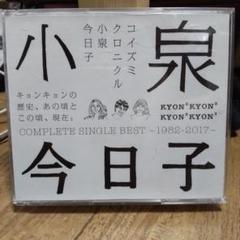 小泉
今日子
コイズミ
クロニクル
小泉
今日子
キョンキョンの
歴史、あの頃と
この頃、現在。
KYON²KYON²
KYON²KYON²
COMPLETE SINGLE BEST ~1982-2017~